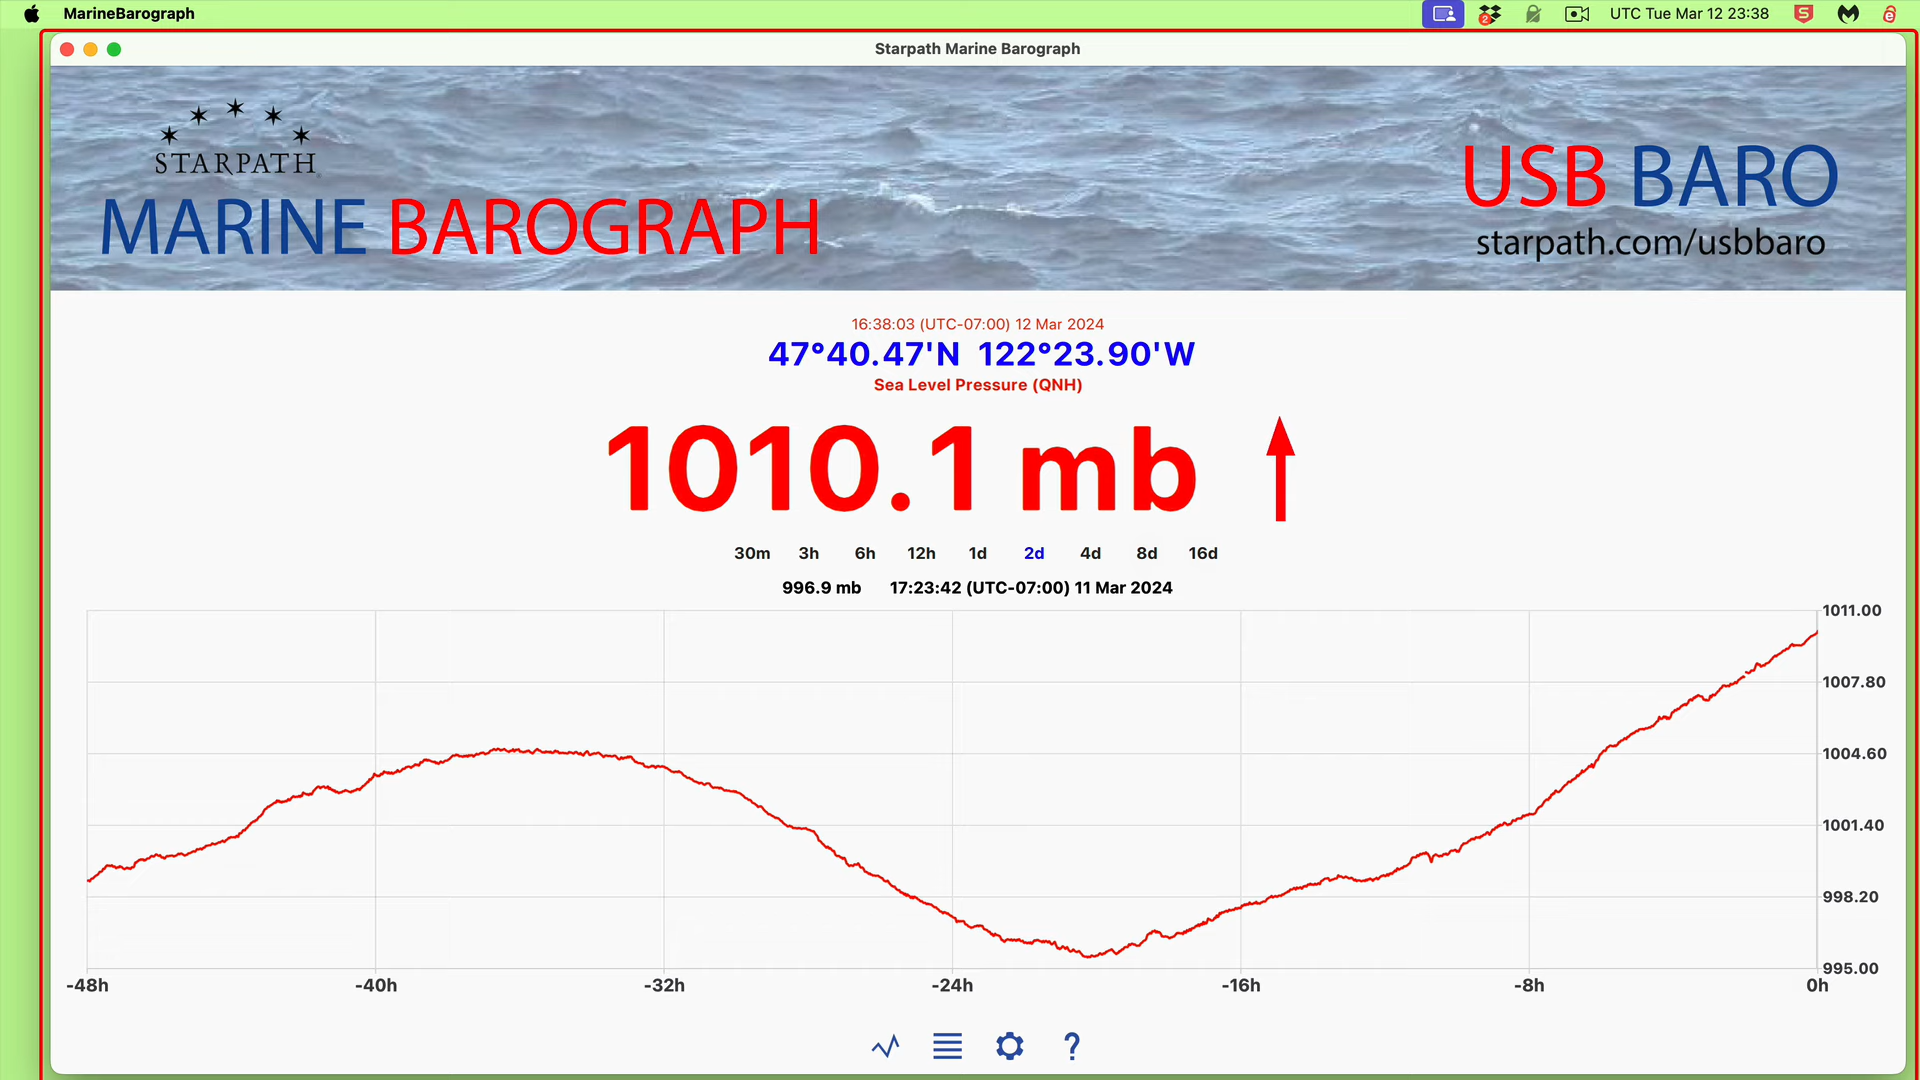 MarineBarograph
2
UTC Tue Mar 12 23:38
S
Starpath Marine Barograph
STARPATH
MARINE BAROGRAPH
USB BARO
starpath.com/usbbaro
16:38:03 (UTC-07:00) 12 Mar 2024
47°40.47'N 122°23.90'W
Sea Level Pressure (QNH)
1010.1 mb
30m 3h 6h 12h 1d 2d 4d 8d 16d
996.9 mb 17:23:42 (UTC-07:00) 11 Mar 2024
1011.00
1007.80
1004.60
1001.40
998.20
995.00
-48h -40h -32h -24h -16h -8h 0h
?